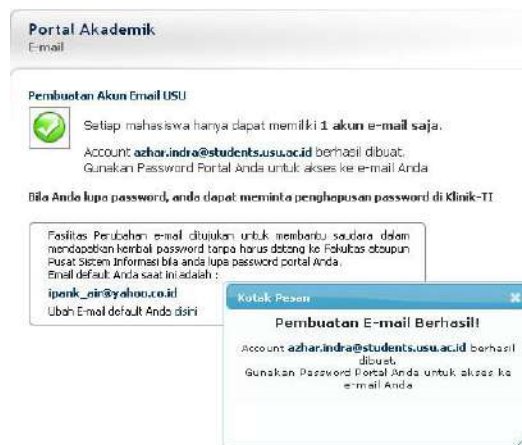 Portal Akademik
E-mail
Pembuatan Akun Email USU
Setiap mahasiswa hanya dapat memiliki 1 akun e-mail saja.
Account azhar.indra@students.usu.ac.id berhasil dibuat.
Gunakan Password Portal Anda untuk akses ke e-mail Anda
Bila Anda lupa password, anda dapat meminta penghapusan password di Klinik-TI
Fasilitas Perubahan e-mail ditujukan untuk membantu saudara dalam
mendapatkan kembali password tanpa harus datang ke Fakultas ataupun
Pusat Sistem Informasi bila anda lupa password portal Anda.
Email default Anda saat ini adalah :
ipank_air@yahoo.co.id
Ubah E-mail default Anda disini
Kotak Pesan
Pembuatan E-mail Berhasil!
Account azhar.indra@students.usu.ac.id berhasil
dibuat.
Gunakan Password Portal Anda untuk akses ke
e-mail Anda